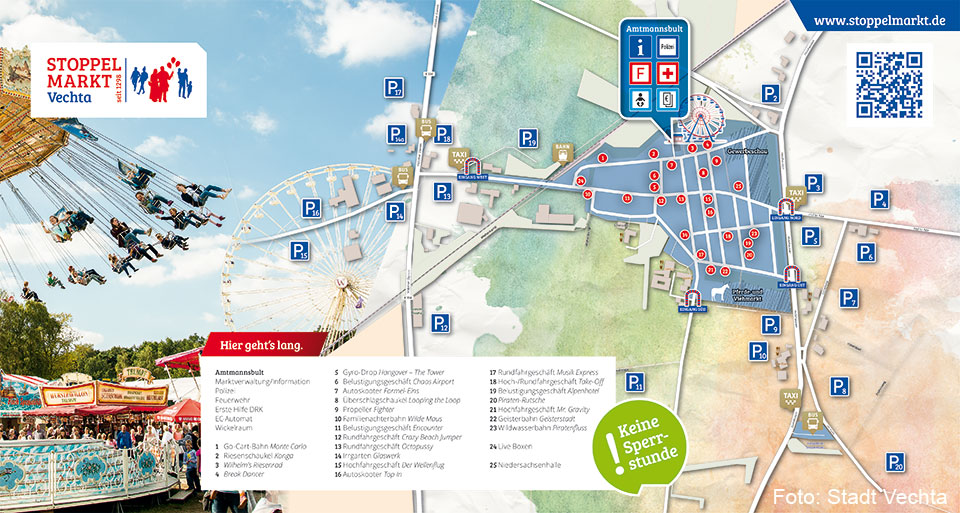 www.stoppelmarkt.de
STOPPEL
MARKT
Vechta
seit 1298
Amtmannsbult
i
Polizei
F
P 17
P 14a
BUS
P 18
TAXI
P 19
BAHN
P 2
Gewerbeschau
BUS
EINGANG WEST
P 13
P 14
P 16
P 15
TAXI
P 3
P 4
EINGANG NORD
P 5
P 6
EINGANG OST
Pferde- und
Viehmarkt
EINGANG SÜD
P 7
P 12
P 9
P 8
P 10
P 11
TAXI
BUS
P 20
Hier geht's lang.
Amtmannsbult
Marktverwaltung/Information
Polizei
Feuerwehr
Erste Hilfe DRK
EC-Automat
Wickelraum
1 Go-Cart-Bahn Monte Carlo
2 Riesenschaukel Konga
3 Wilhelm's Riesenrad
4 Break Dancer
5 Gyro-Drop Hangover – The Tower
6 Belustigungsgeschäft Chaos Airport
7 Autoskooter Formel-Eins
8 Überschlagschaukel Looping the Loop
9 Propeller Fighter
10 Familienachterbahn Wilde Maus
11 Belustigungsgeschäft Encounter
12 Rundfahrgeschäft Crazy Beach Jumper
13 Rundfahrgeschäft Octopussy
14 Irrgarten Glaswerk
15 Hochfahrgeschäft Der Wellenflug
16 Autoskooter Top In
17 Rundfahrgeschäft Musik Express
18 Hoch-/Rundfahrgeschäft Take-Off
19 Belustigungsgeschäft Alpenhotel
20 Piraten-Rutsche
21 Hochfahrgeschäft Mr. Gravity
22 Geisterbahn Geisterstadt
23 Wildwasserbahn Piratenfluss
24 Live Boxen
25 Niedersachsenhalle
! Keine
Sperr-
stunde
Foto: Stadt Vechta